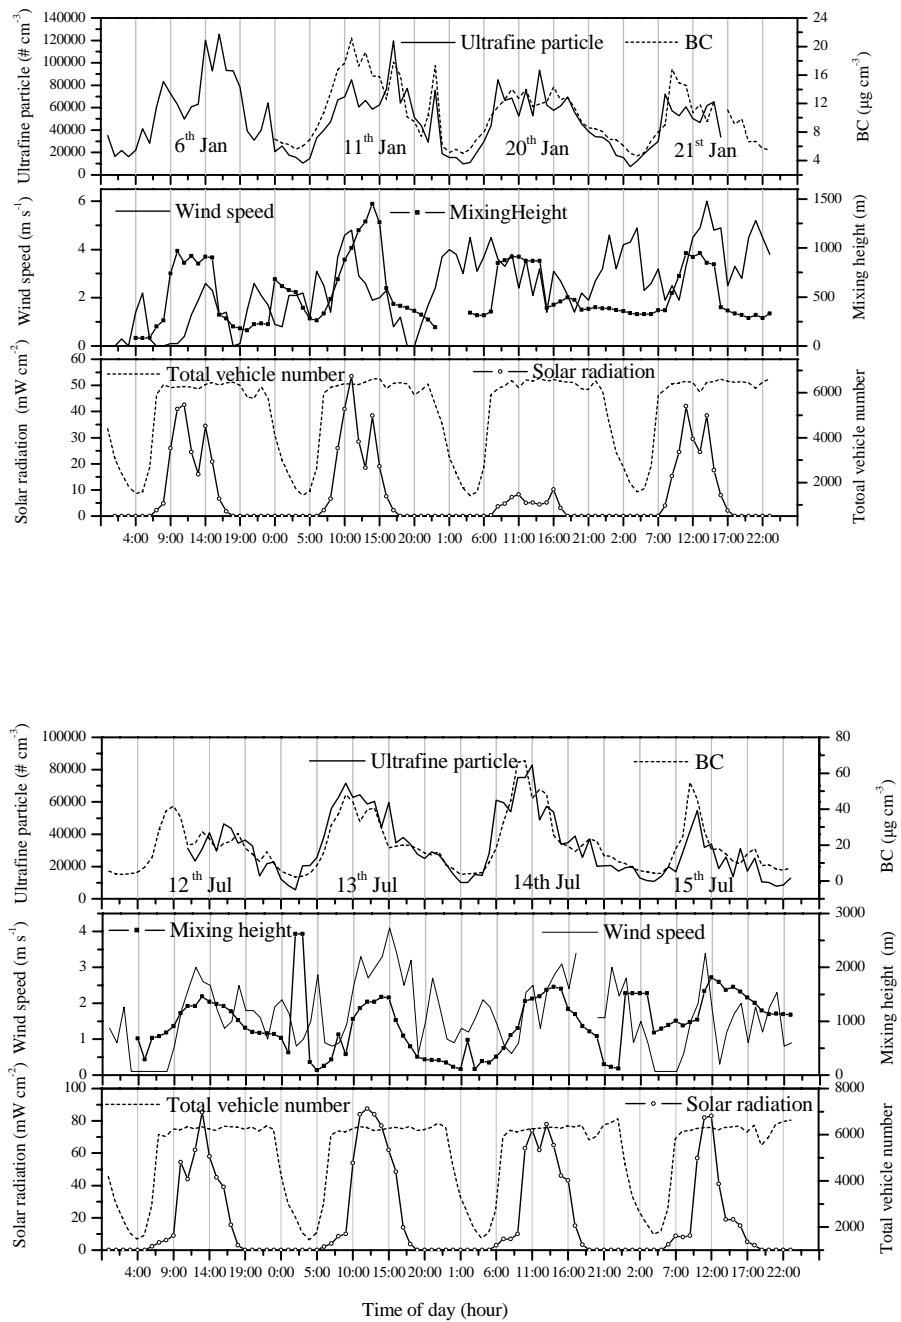 Ultrafine particle (# cm-3)
140000
120000
100000
80000
60000
40000
20000
0
Ultrafine particle
BC
6th Jan
11th Jan
20th Jan
21st Jan
24
20
16
12
8
4
BC (μg cm-3)
Wind speed (m s-1)
6
4
2
0
Wind speed
MixingHeight
1500
1000
500
0
Mixing height (m)
Solar radiation (mW cm-2)
60
50
40
30
20
10
0
Total vehicle number
Solar radiation
6000
4000
2000
Totoal vehicle number
4:00 9:00 14:00 19:00 0:00 5:00 10:00 15:00 20:00 1:00 6:00 11:00 16:00 21:00 2:00 7:00 12:00 17:00 22:00
Ultrafine particle (# cm-3)
100000
80000
60000
40000
20000
0
Ultrafine particle
BC
12th Jul
13th Jul
14th Jul
15th Jul
80
60
40
20
0
BC (μg cm-3)
Wind speed (m s-1)
4
3
2
1
0
Mixing height
Wind speed
3000
2000
1000
0
Mixing height (m)
Solar radiation (mW cm-2)
100
80
60
40
20
0
Total vehicle number
Solar radiation
8000
6000
4000
2000
Total vehicle number
4:00 9:00 14:00 19:00 0:00 5:00 10:00 15:00 20:00 1:00 6:00 11:00 16:00 21:00 2:00 7:00 12:00 17:00 22:00
Time of day (hour)